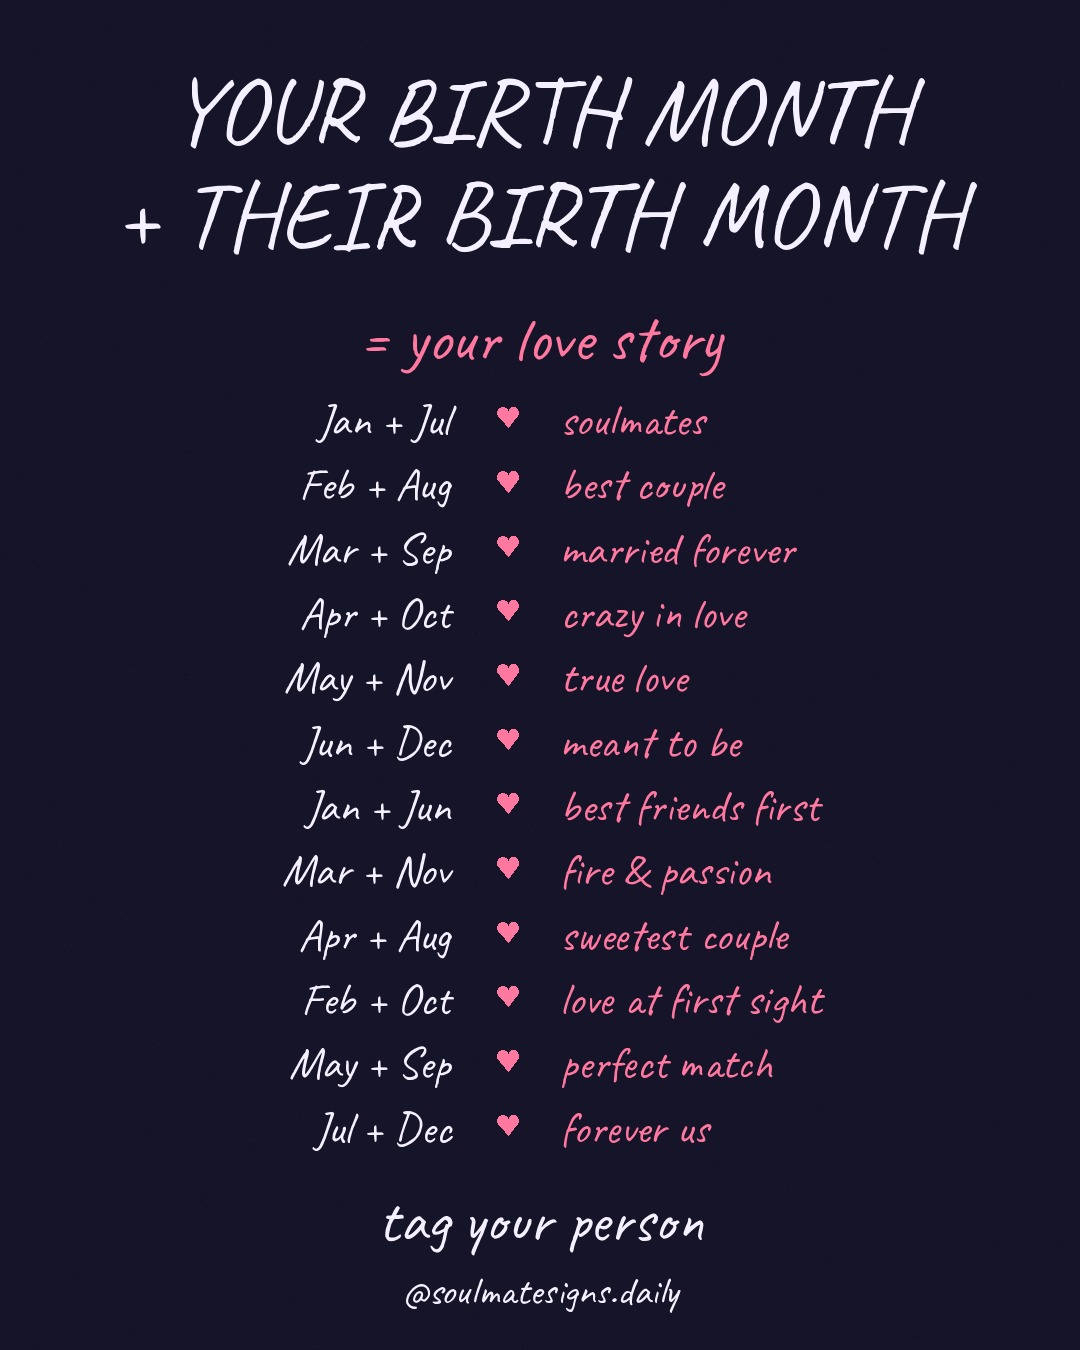 YOUR BIRTH MONTH
+ THEIR BIRTH MONTH
= your love story
Jan + Jul ♥ soulmates
Feb + Aug ♥ best couple
Mar + Sep ♥ married forever
Apr + Oct ♥ crazy in love
May + Nov ♥ true love
Jun + Dec ♥ meant to be
Jan + Jun ♥ best friends first
Mar + Nov ♥ fire & passion
Apr + Aug ♥ sweetest couple
Feb + Oct ♥ love at first sight
May + Sep ♥ perfect match
Jul + Dec ♥ forever us
tag your person
@soulmatesigns.daily